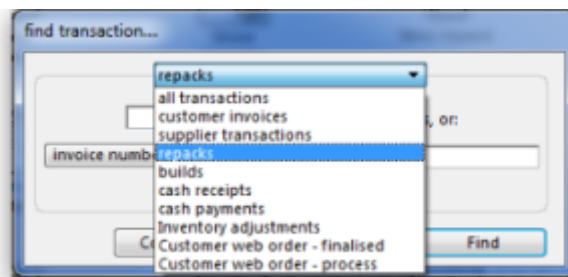 find transaction...
repacks
all transactions
customer invoices
supplier transactions
repacks
builds
cash receipts
cash payments
Inventory adjustments
Customer web order - finalised
Customer web order - process
, or:
invoice numb
Find